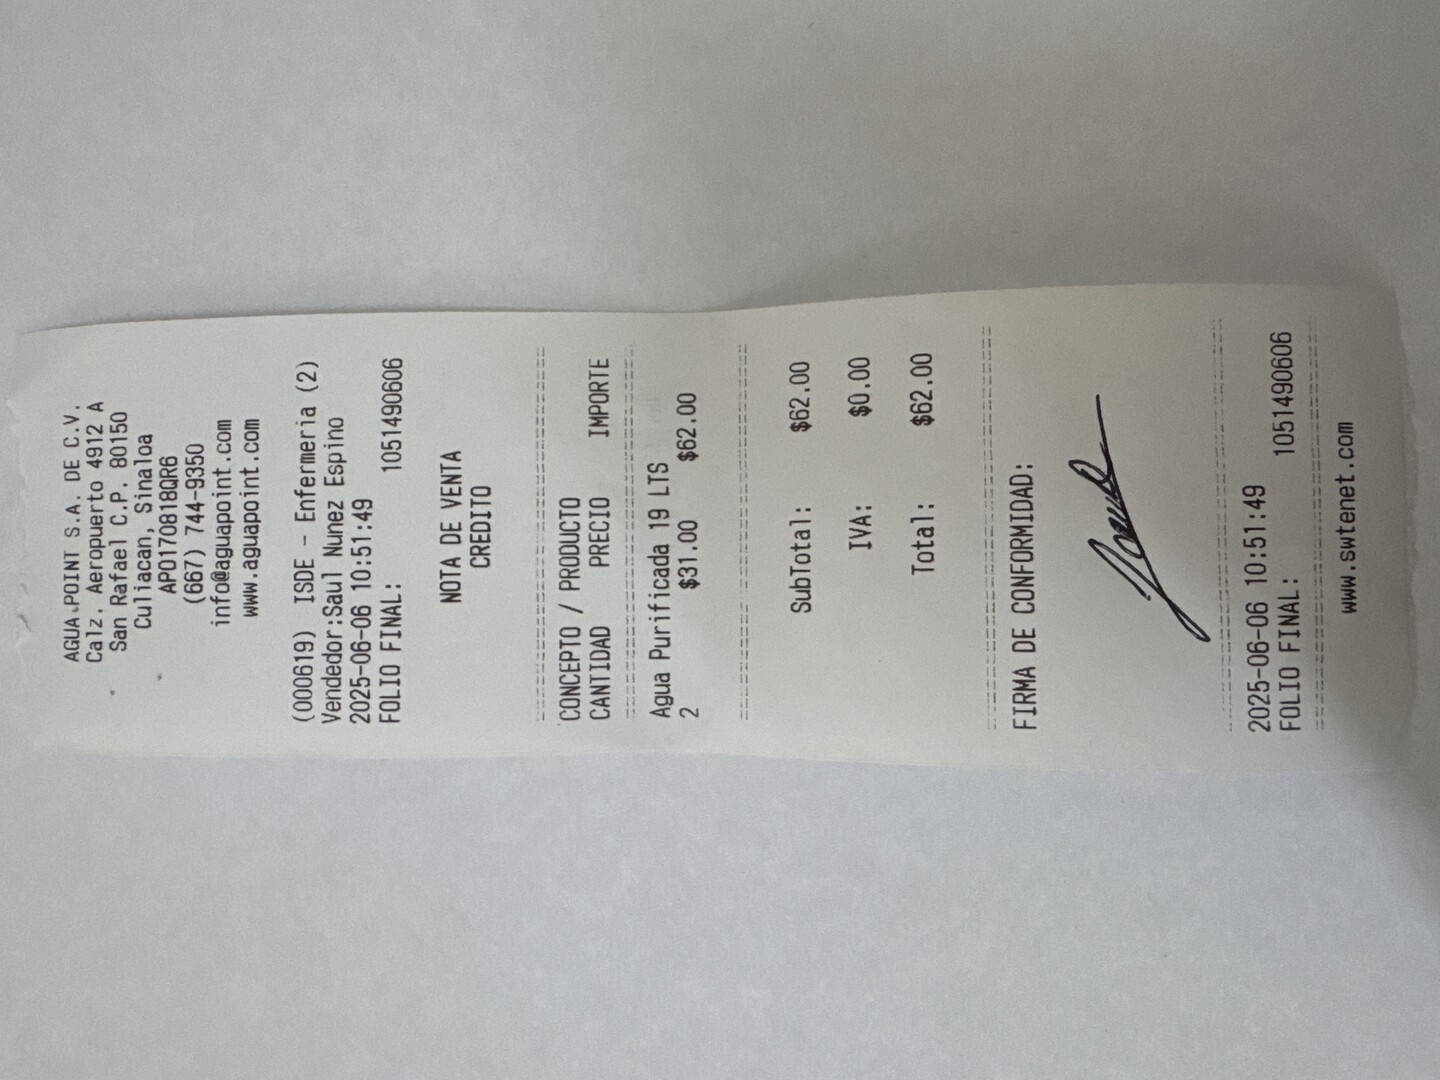 AGUA POINT S.A. DE C.V.
Calz. Aeropuerto 4912 A
San Rafael C.P. 80150
Culiacan, Sinaloa
APO170818QR6
(667) 744-9350
info@aguapoint.com
www.aguapoint.com
(000619) ISDE - Enfermeria (2)
Vendedor:Saul Nunez Espino
2025-06-06 10:51:49
FOLIO FINAL: 1051490606
NOTA DE VENTA
CREDITO
CONCEPTO / PRODUCTO
CANTIDAD PRECIO IMPORTE
Agua Purificada 19 LTS
2 $31.00 $62.00
SubTotal: $62.00
IVA: $0.00
Total: $62.00
FIRMA DE CONFORMIDAD:
2025-06-06 10:51:49
FOLIO FINAL: 1051490606
www.swtenet.com